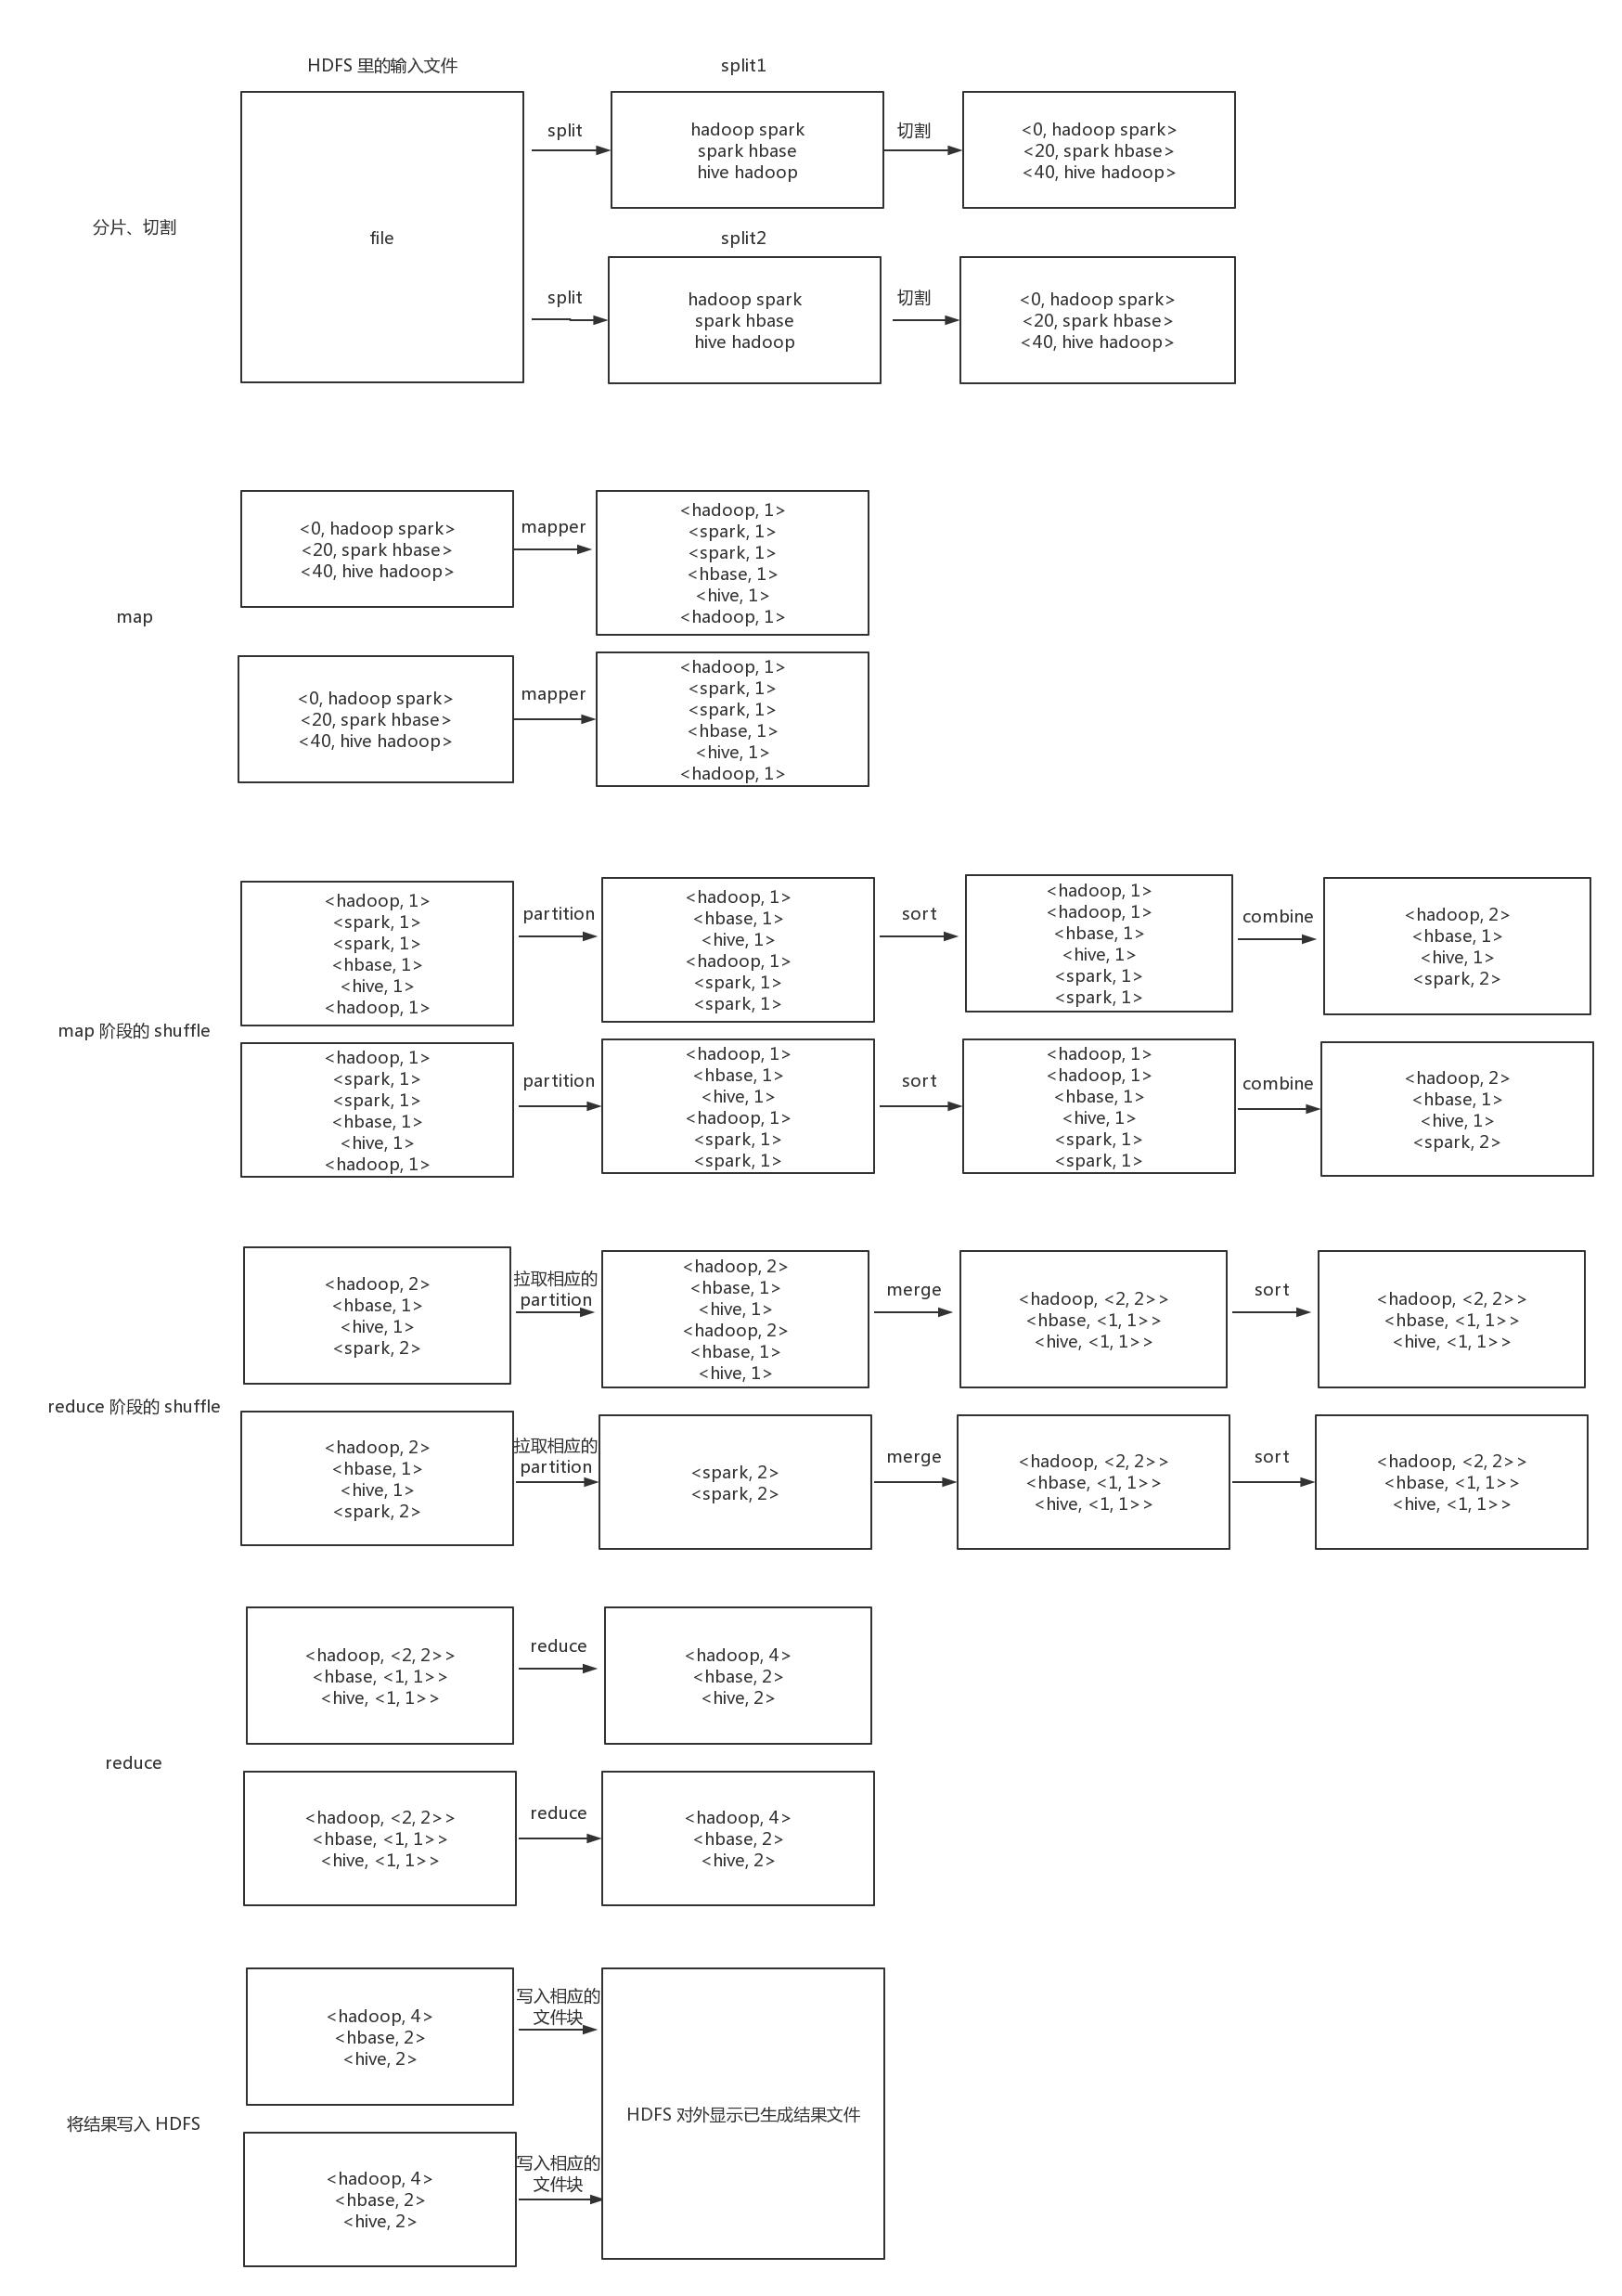 HDFS 里的输入文件
split1
split
hadoop spark
spark hbase
hive hadoop
切割
<0, hadoop spark>
<20, spark hbase>
<40, hive hadoop>
分片、切割
file
split2
split
hadoop spark
spark hbase
hive hadoop
切割
<0, hadoop spark>
<20, spark hbase>
<40, hive hadoop>
<0, hadoop spark>
<20, spark hbase>
<40, hive hadoop>
mapper
<hadoop, 1>
<spark, 1>
<spark, 1>
<hbase, 1>
<hive, 1>
<hadoop, 1>
map
<0, hadoop spark>
<20, spark hbase>
<40, hive hadoop>
mapper
<hadoop, 1>
<spark, 1>
<spark, 1>
<hbase, 1>
<hive, 1>
<hadoop, 1>
<hadoop, 1>
<spark, 1>
<spark, 1>
<hbase, 1>
<hive, 1>
<hadoop, 1>
partition
<hadoop, 1>
<hbase, 1>
<hive, 1>
<hadoop, 1>
<spark, 1>
<spark, 1>
sort
<hadoop, 1>
<hadoop, 1>
<hbase, 1>
<hive, 1>
<spark, 1>
<spark, 1>
combine
<hadoop, 2>
<hbase, 1>
<hive, 1>
<spark, 2>
map 阶段的 shuffle
<hadoop, 1>
<spark, 1>
<spark, 1>
<hbase, 1>
<hive, 1>
<hadoop, 1>
partition
<hadoop, 1>
<hbase, 1>
<hive, 1>
<hadoop, 1>
<spark, 1>
<spark, 1>
sort
<hadoop, 1>
<hadoop, 1>
<hbase, 1>
<hive, 1>
<spark, 1>
<spark, 1>
combine
<hadoop, 2>
<hbase, 1>
<hive, 1>
<spark, 2>
<hadoop, 2>
<hbase, 1>
<hive, 1>
<spark, 2>
拉取相应的
partition
<hadoop, 2>
<hbase, 1>
<hive, 1>
<hadoop, 2>
<hbase, 1>
<hive, 1>
merge
<hadoop, <2, 2>>
<hbase, <1, 1>>
<hive, <1, 1>>
sort
<hadoop, <2, 2>>
<hbase, <1, 1>>
<hive, <1, 1>>
reduce 阶段的 shuffle
<hadoop, 2>
<hbase, 1>
<hive, 1>
<spark, 2>
拉取相应的
partition
<spark, 2>
<spark, 2>
merge
<hadoop, <2, 2>>
<hbase, <1, 1>>
<hive, <1, 1>>
sort
<hadoop, <2, 2>>
<hbase, <1, 1>>
<hive, <1, 1>>
<hadoop, <2, 2>>
<hbase, <1, 1>>
<hive, <1, 1>>
reduce
<hadoop, 4>
<hbase, 2>
<hive, 2>
reduce
<hadoop, <2, 2>>
<hbase, <1, 1>>
<hive, <1, 1>>
reduce
<hadoop, 4>
<hbase, 2>
<hive, 2>
<hadoop, 4>
<hbase, 2>
<hive, 2>
写入相应的
文件块
HDFS 对外显示已生成结果文件
将结果写入 HDFS
<hadoop, 4>
<hbase, 2>
<hive, 2>
写入相应的
文件块